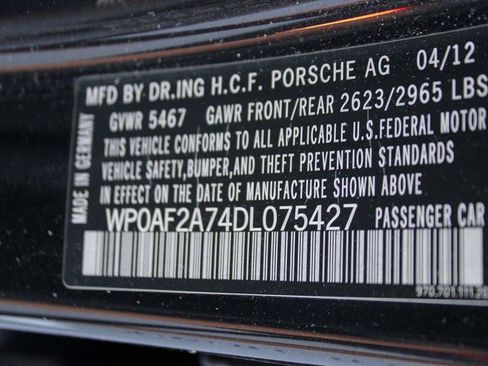 MFD BY DR.ING H.C.F. PORSCHE AG 04/12
GVWR 5467 GAWR FRONT/REAR 2623/2965 LBS
THIS VEHICLE CONFORMS TO ALL APPLICABLE U.S.FEDERAL MOTOR
VEHICLE SAFETY,BUMPER,AND THEFT PREVENTION STANDARDS
IN EFFECT ON THE DATE OF MANUFACTURE SHOWN ABOVE
MADE IN GERMANY
WP0AF2A74DL075427 PASSENGER CAR